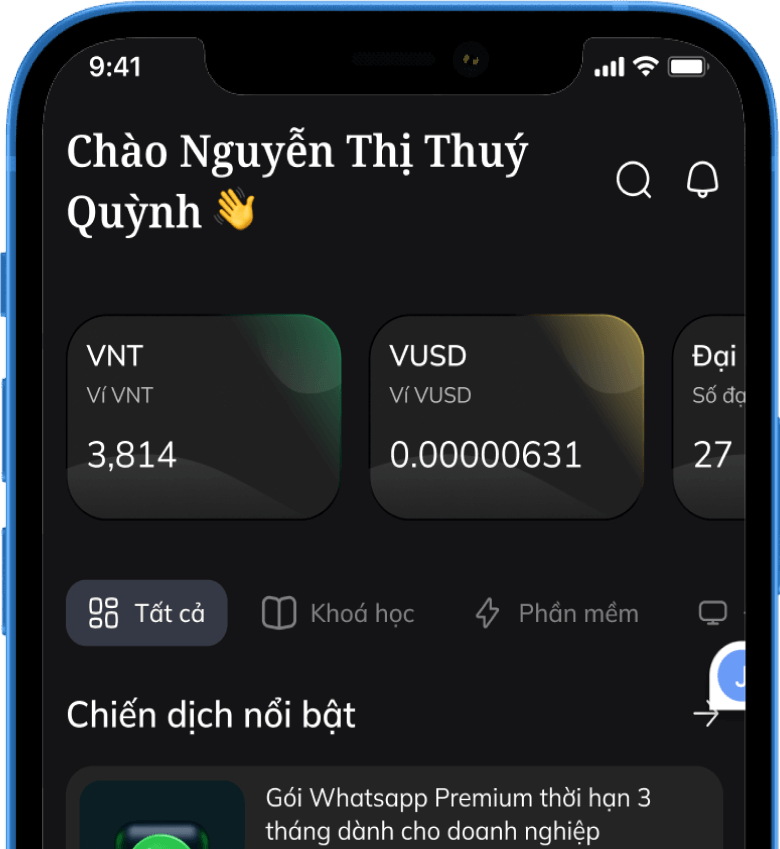 9:41
Chào Nguyễn Thị Thuý
Quỳnh 👋
VNT
Ví VNT
3,814
VUSD
Ví VUSD
0.00000631
Đại
Số đạ
27
Tất cả
Khoá học
Phần mềm
Chiến dịch nổi bật
J
Gói Whatsapp Premium thời hạn 3
tháng dành cho doanh nghiệp